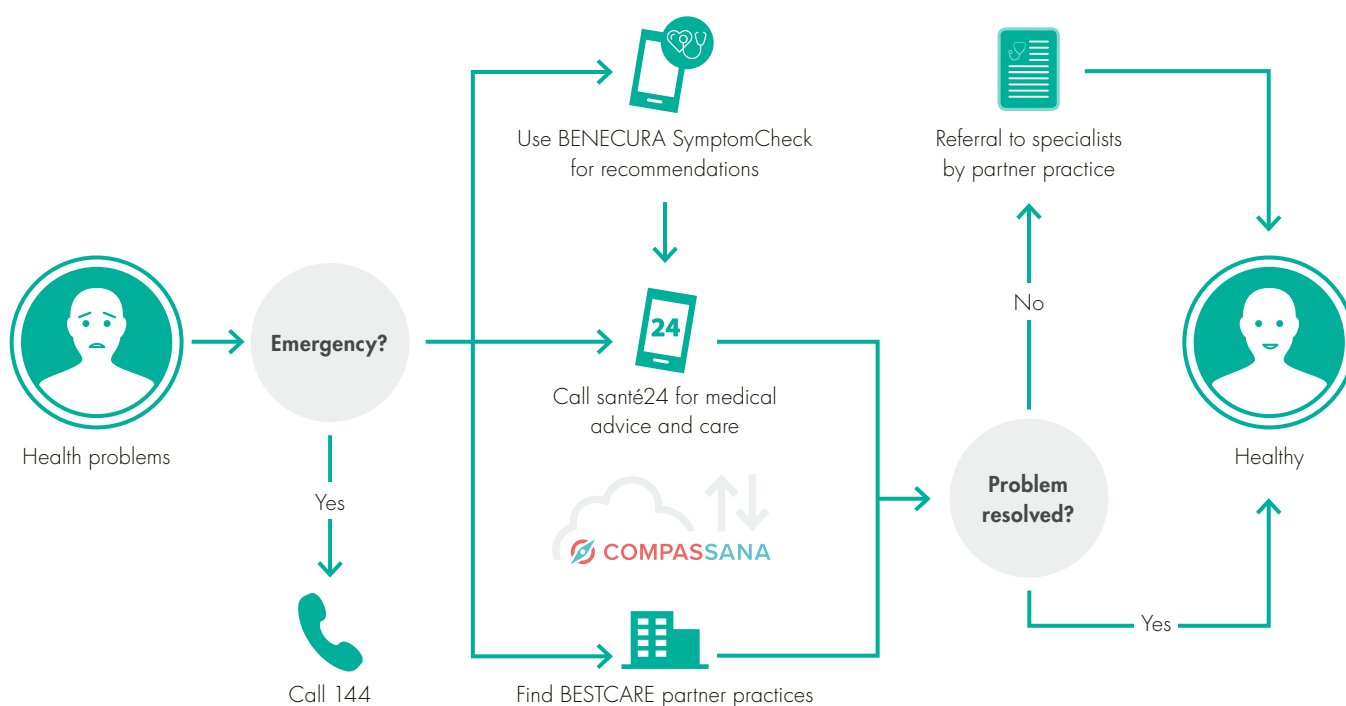 Use BENECURA SymptomCheck
for recommendations
Referral to specialists
by partner practice
Health problems
Emergency?
Yes
Call 144
24
Call santé24 for medical
advice and care
COMPASSANA
Find BESTCARE partner practices
No
Problem
resolved?
Yes
Healthy